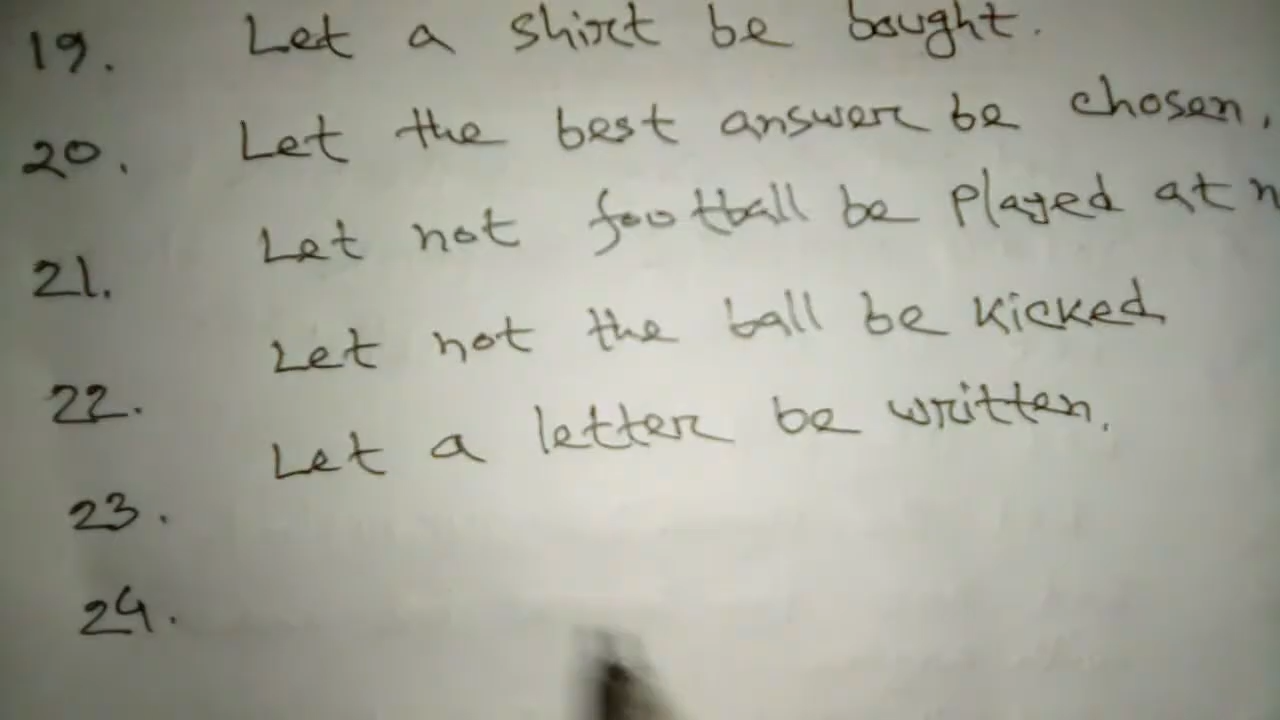 19. Let a shirt be bought.
20. Let the best answer be chosen.
21. Let not football be played at
22. Let not the ball be kicked
23. Let a letter be written.
24.